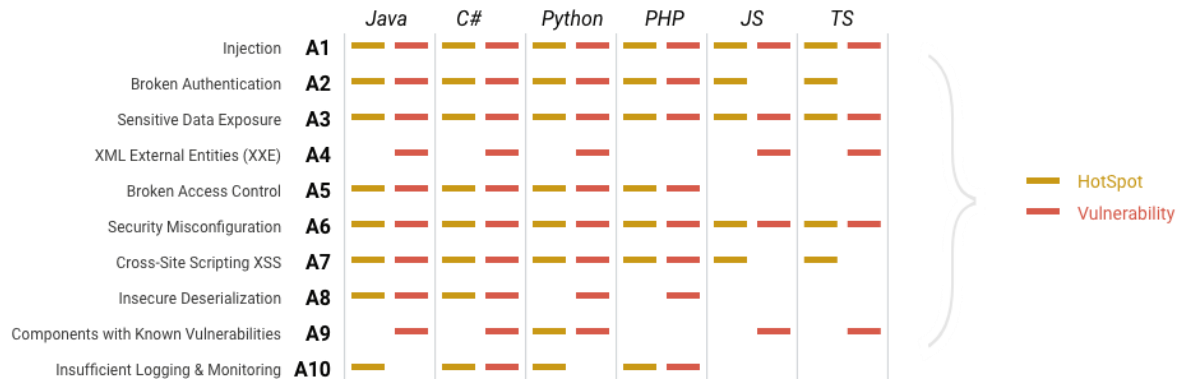 Java C# Python PHP JS TS
Injection A1
Broken Authentication A2
Sensitive Data Exposure A3
XML External Entities (XXE) A4
Broken Access Control A5
Security Misconfiguration A6
Cross-Site Scripting XSS A7
Insecure Deserialization A8
Components with Known Vulnerabilities A9
Insufficient Logging & Monitoring A10
HotSpot
Vulnerability